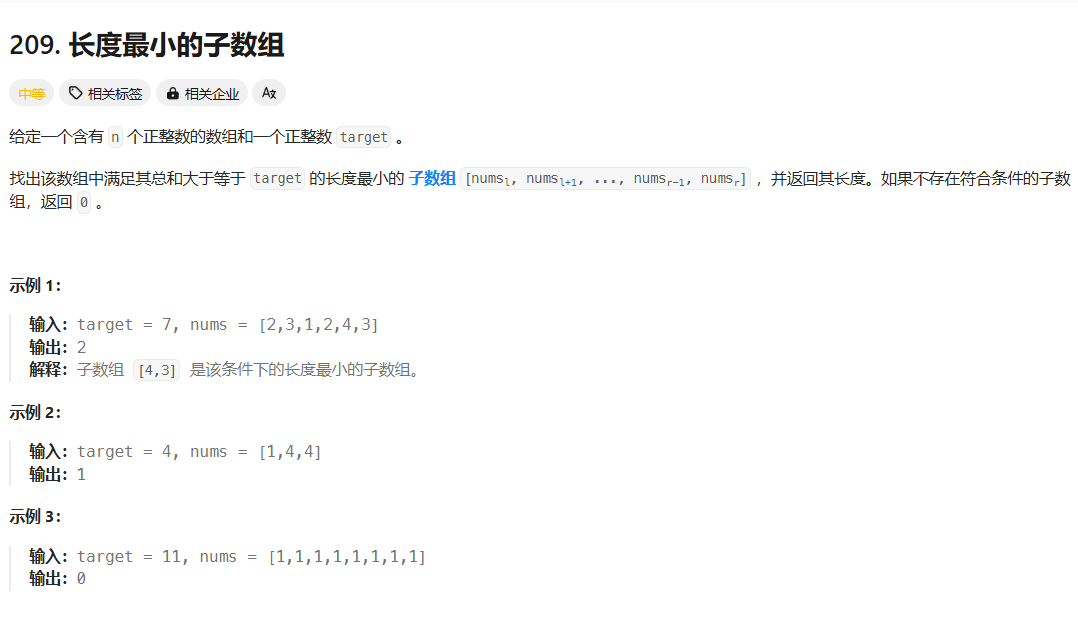 209. 长度最小的子数组
中等 相关标签 相关企业 Az
给定一个含有 n 个正整数的数组和一个正整数 target 。
找出该数组中满足其总和大于等于 target 的长度最小的 子数组 [numsl, numsl+1, ..., numsr-1, numsr] ，并返回其长度。如果不存在符合条件的子数
组，返回 0 。
示例 1：
输入：target = 7, nums = [2,3,1,2,4,3]
输出：2
解释：子数组 [4,3] 是该条件下的长度最小的子数组。
示例 2：
输入：target = 4, nums = [1,4,4]
输出：1
示例 3：
输入：target = 11, nums = [1,1,1,1,1,1,1,1]
输出：0